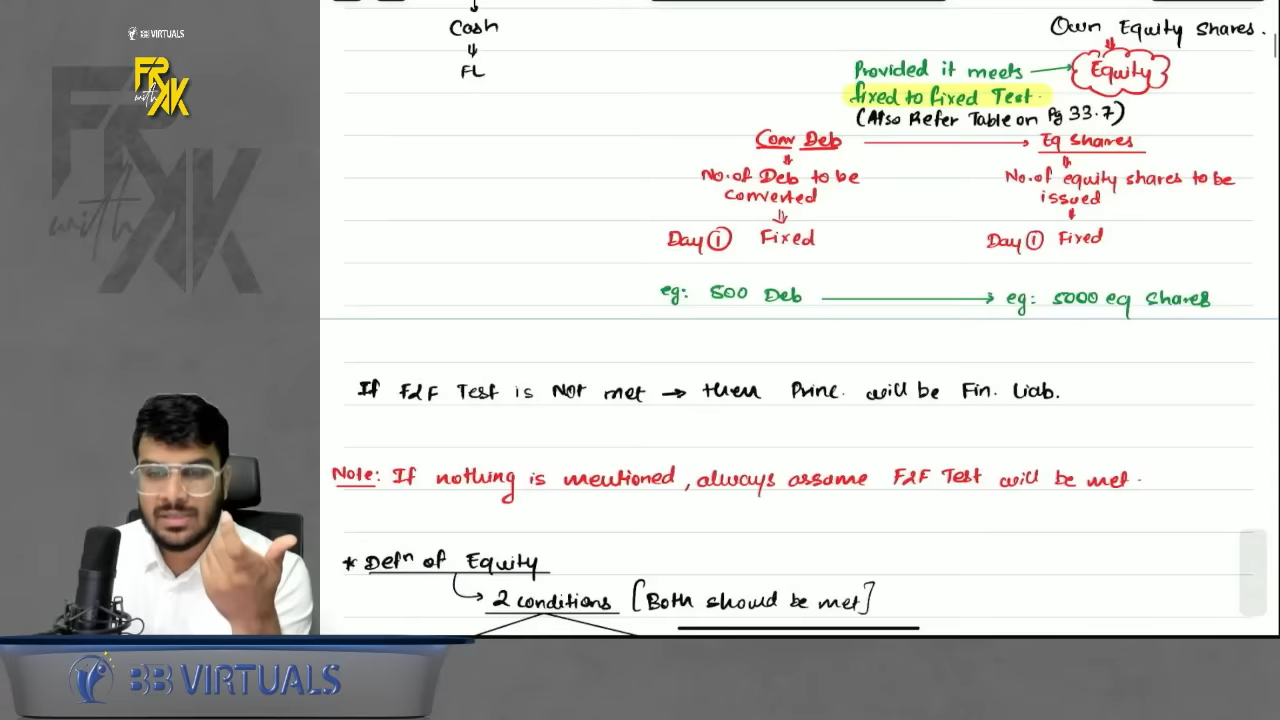 BB VIRTUALS
FR
with
AK
FR
with
AK
Cash
FL
Own Equity Shares.
Provided it meets
Equity
fixed to fixed Test.
(Also Refer Table on Pg 33.7)
Conv Deb
Eq Shares
No. of Deb to be
converted
No. of equity shares to be
issued
Day 1 Fixed
Day 1 Fixed
eg: 500 Deb
eg: 5000 eq shares
If F2F Test is NOT met → then Princ. will be Fin. Liab.
Note: If nothing is mentioned, always assume F2F Test will be met.
* Defn of Equity
2 conditions [Both should be met]
BB VIRTUALS